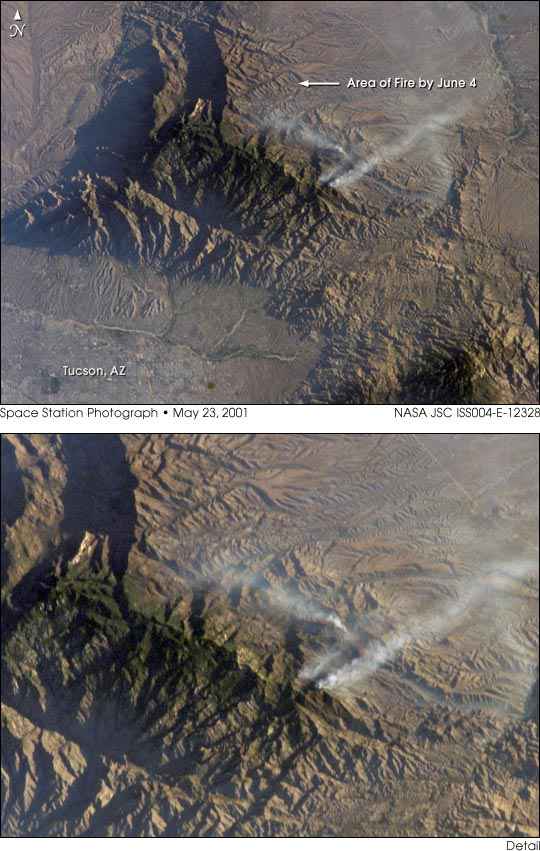 N
Area of Fire by June 4
Tucson, AZ
Space Station Photograph • May 23, 2001
NASA JSC ISS004-E-12328
Detail